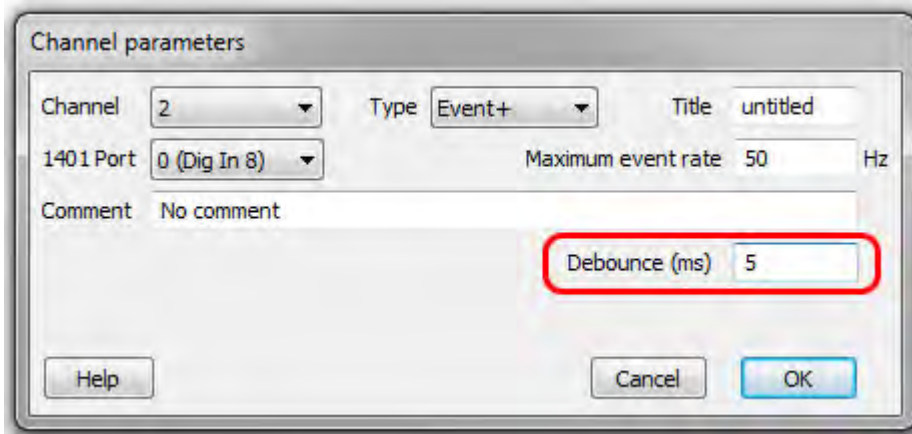 Channel parameters
Channel 2 Type Event+ Title untitled
1401 Port 0 (Dig In 8) Maximum event rate 50 Hz
Comment No comment
Debounce (ms) 5
Help Cancel OK